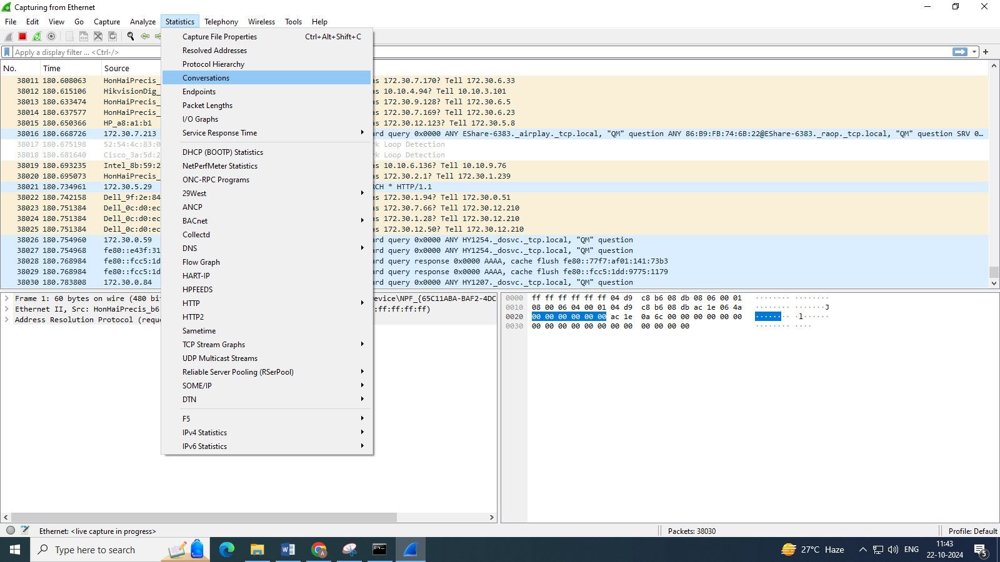 Capturing from Ethernet
File Edit View Go Capture Analyze Statistics Telephony Wireless Tools Help
Apply a display filter ... <Ctrl-/>
No. Time Source
38011 180.608063 HonHaiPrecis_ as 172.30.7.170? Tell 172.30.6.33
38012 180.615106 HikvisionDig_ as 10.10.4.94? Tell 10.10.3.101
38013 180.633474 HonHaiPrecis_ as 172.30.9.128? Tell 172.30.6.5
38014 180.637577 HonHaiPrecis_ as 172.30.7.169? Tell 172.30.6.23
38015 180.650366 HP_a8:a1:b1 as 172.30.12.123? Tell 172.30.5.8
38016 180.668726 172.30.7.213 ard query 0x0000 ANY EShare-6383._airplay._tcp.local, "QM" question ANY 86:B9:FB:74:6B:22@EShare-6383._raop._tcp.local, "QM" question SRV 0…
38017 180.675198 52:54:4c:83:0 rk Loop Detection
38018 180.681640 Cisco_3a:5d:2 rk Loop Detection
38019 180.693235 Intel_8b:59:2 as 10.10.6.136? Tell 10.10.9.76
38020 180.695073 HonHaiPrecis_ as 172.30.2.1? Tell 10.1.239
38021 180.734961 172.30.5.29 RCH * HTTP/1.1
38022 180.742158 Dell_9f:2e:84 as 172.30.1.94? Tell 172.30.0.51
38023 180.751384 Dell_0c:d0:ec as 172.30.7.66? Tell 172.30.12.210
38024 180.751384 Dell_0c:d0:ec as 172.30.1.28? Tell 172.30.12.210
38025 180.751384 Dell_0c:d0:ec as 172.30.12.50? Tell 172.30.12.210
38026 180.754960 172.30.0.59 ard query 0x0000 ANY HY1254._dosvc._tcp.local, "QM" question
38027 180.754968 fe80::e43f:31 ard query 0x0000 ANY HY1254._dosvc._tcp.local, "QM" question
38028 180.768984 fe80::fcc5:1d ard query response 0x0000 AAAA, cache flush fe80::77f7:af01:141:73b3
38029 180.768984 fe80::fcc5:1d ard query response 0x0000 AAAA, cache flush fe80::fcc5:1dd:9775:1179
38030 180.783808 172.30.0.84 ard query 0x0000 ANY HY1207._dosvc._tcp.local, "QM" question
Capture File Properties Ctrl+Alt+Shift+C
Resolved Addresses
Protocol Hierarchy
Conversations
Endpoints
Packet Lengths
I/O Graphs
Service Response Time
DHCP (BOOTP) Statistics
NetPerfMeter Statistics
ONC-RPC Programs
29West
ANCP
BACnet
Collectd
DNS
Flow Graph
HART-IP
HPFEEDS
HTTP
HTTP2
Sametime
TCP Stream Graphs
UDP Multicast Streams
Reliable Server Pooling (RSerPool)
SOME/IP
DTN
F5
IPv4 Statistics
IPv6 Statistics
Frame 1: 60 bytes on wire (480 bi evice\NPF_{65C11ABA-BAF2-4DC
Ethernet II, Src: HonHaiPrecis_b6 :ff:ff:ff:ff)
Address Resolution Protocol (reque
0000 ff ff ff ff ff ff 04 d9 c8 b6 08 db 08 06 00 01 ········ ········
0010 08 00 06 04 00 01 04 d9 c8 b6 08 db ac 1e 06 4a ········ ·······J
0020 00 00 00 00 00 00 ac 1e 0a 6c 00 00 00 00 00 00 ········ ·l······
0030 00 00 00 00 00 00 00 00 00 00 00 00 ········ ····
Ethernet: <live capture in progress> Packets: 38030 Profile: Default
Type here to search
27°C Haze ENG 11:43
22-10-2024 5